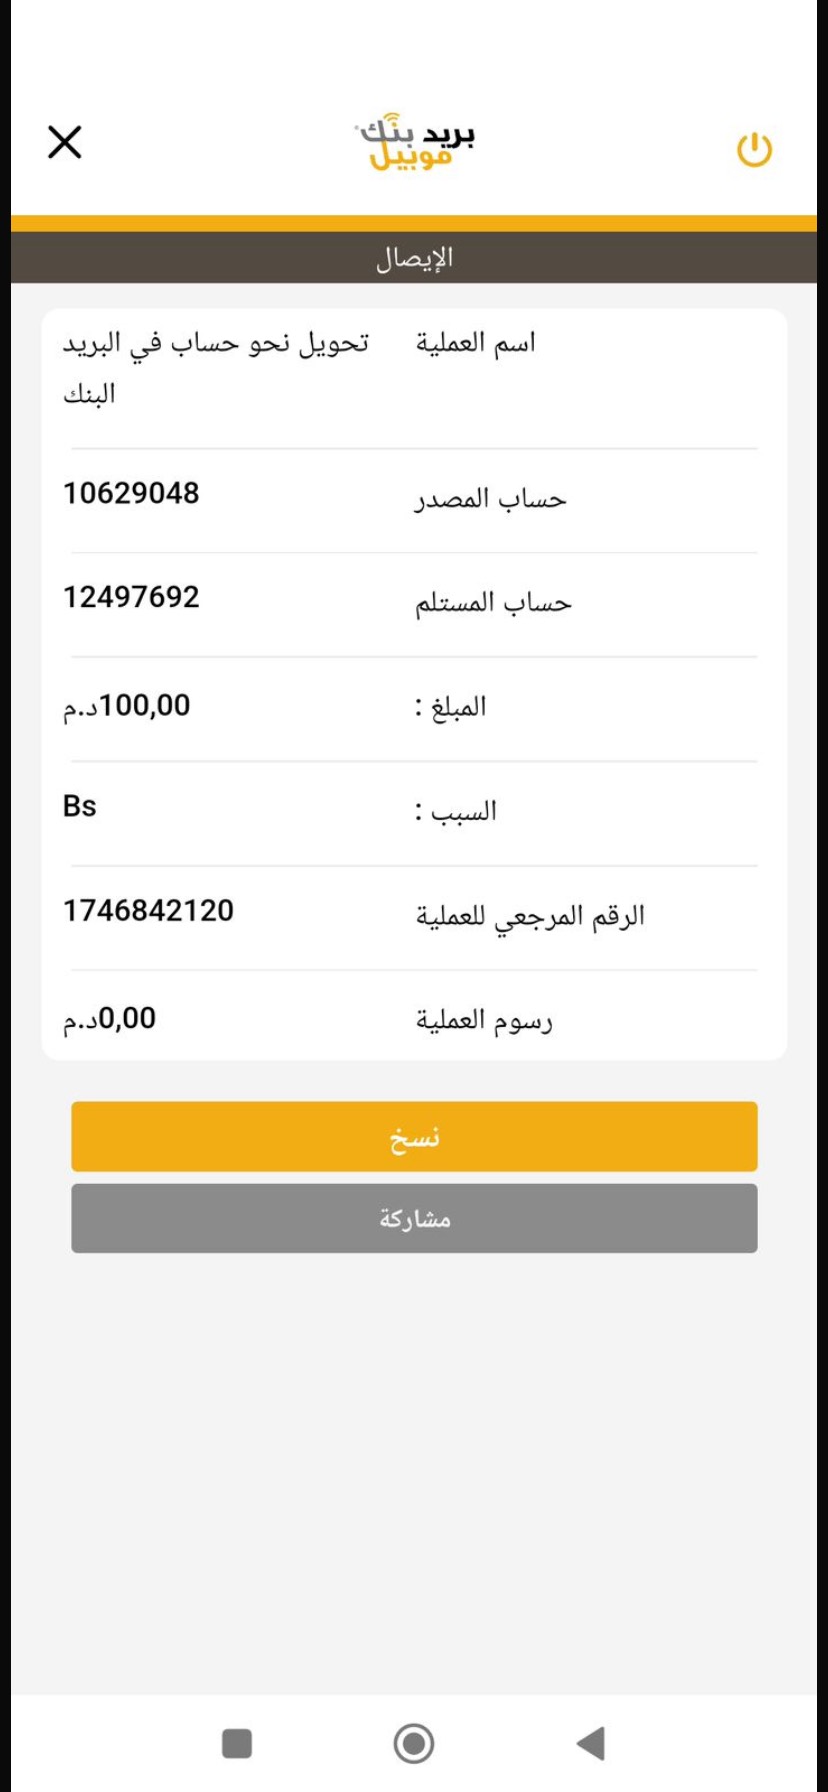 بريد بنك
موبيل
الإيصال
اسم العملية تحويل نحو حساب في البريد
البنك
حساب المصدر 10629048
حساب المستلم 12497692
المبلغ : 100,00د.م
السبب : Bs
الرقم المرجعي للعملية 1746842120
رسوم العملية 0,00د.م
نسخ
مشاركة